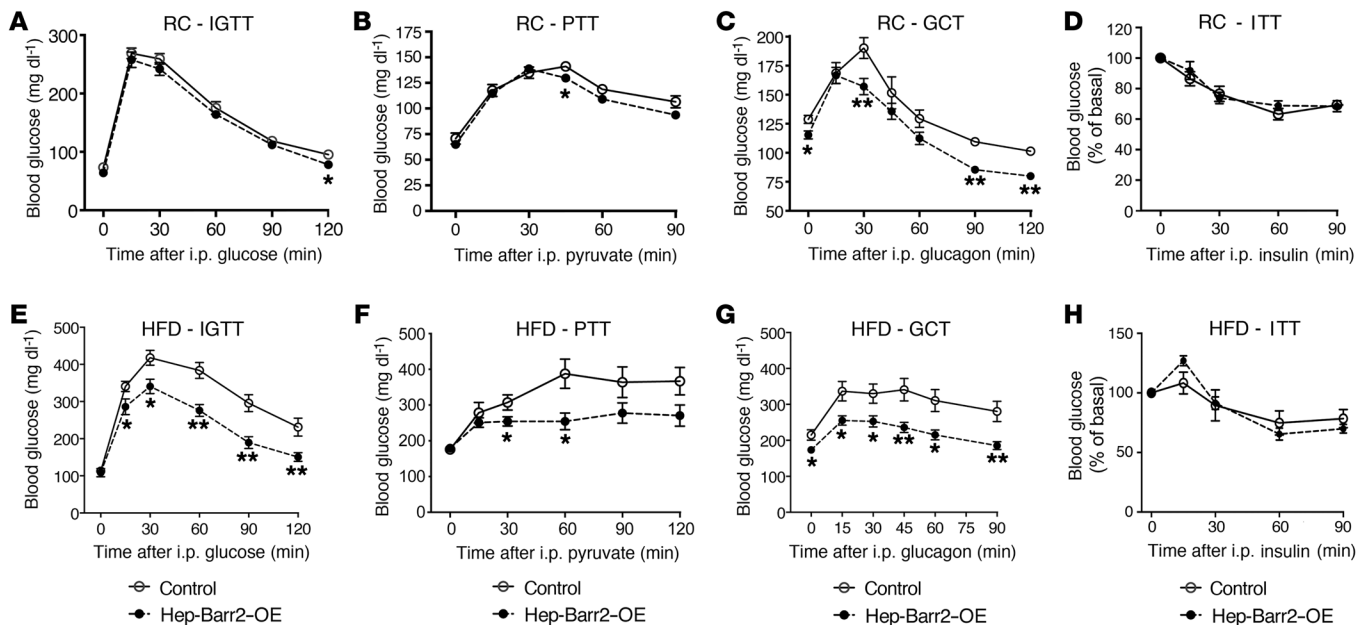 A
RC - IGTT
Blood glucose (mg dl-1)
300
200
100
0
0 30 60 90 120
Time after i.p. glucose (min)
*
B
RC - PTT
Blood glucose (mg dl-1)
175
150
125
100
75
50
25
0
0 30 60 90
Time after i.p. pyruvate (min)
*
C
RC - GCT
Blood glucose (mg dl-1)
200
175
150
125
100
75
50
0 30 60 90 120
Time after i.p. glucagon (min)
* ** ** **
D
RC - ITT
Blood glucose
(% of basal)
120
100
80
60
40
20
0
0 30 60 90
Time after i.p. insulin (min)
E
HFD - IGTT
Blood glucose (mg dl-1)
500
400
300
200
100
0
0 30 60 90 120
Time after i.p. glucose (min)
* * ** ** **
Control
Hep-Barr2–OE
F
HFD - PTT
Blood glucose (mg dl-1)
500
400
300
200
100
0
0 30 60 90 120
Time after i.p. pyruvate (min)
* *
Control
Hep-Barr2–OE
G
HFD - GCT
Blood glucose (mg dl-1)
500
400
300
200
100
0
0 15 30 45 60 75 90
Time after i.p. glucagon (min)
* * * ** * **
Control
Hep-Barr2–OE
H
HFD - ITT
Blood glucose
(% of basal)
150
100
50
0
0 30 60 90
Time after i.p. insulin (min)
Control
Hep-Barr2–OE